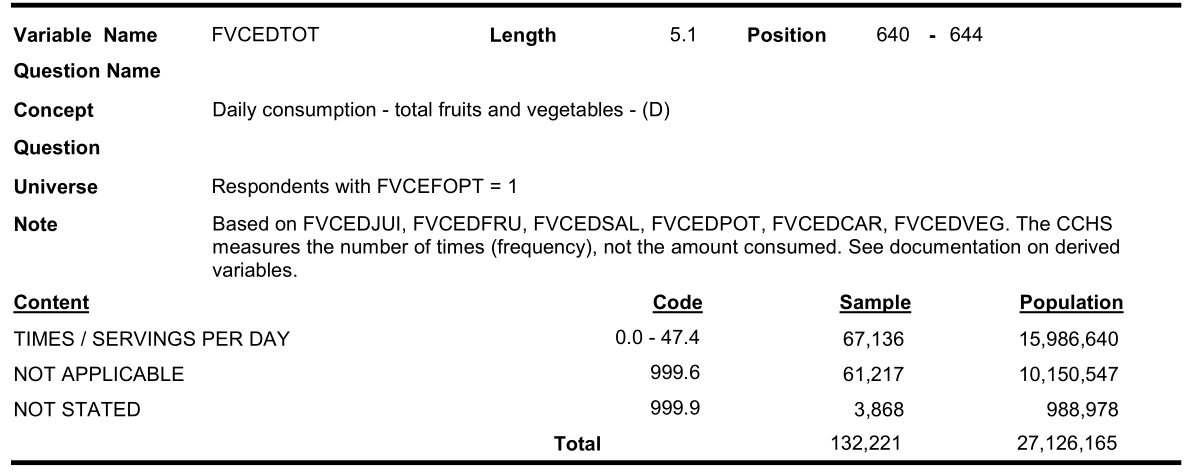 Variable Name FVCEDTOT Length 5.1 Position 640 - 644
Question Name
Concept Daily consumption - total fruits and vegetables - (D)
Question
Universe Respondents with FVCEFOPT = 1
Note Based on FVCEDJUI, FVCEDFRU, FVCEDSAL, FVCEDPOT, FVCEDCAR, FVCEDVEG. The CCHS
measures the number of times (frequency), not the amount consumed. See documentation on derived
variables.
Content Code Sample Population
TIMES / SERVINGS PER DAY 0.0 - 47.4 67,136 15,986,640
NOT APPLICABLE 999.6 61,217 10,150,547
NOT STATED 999.9 3,868 988,978
Total 132,221 27,126,165